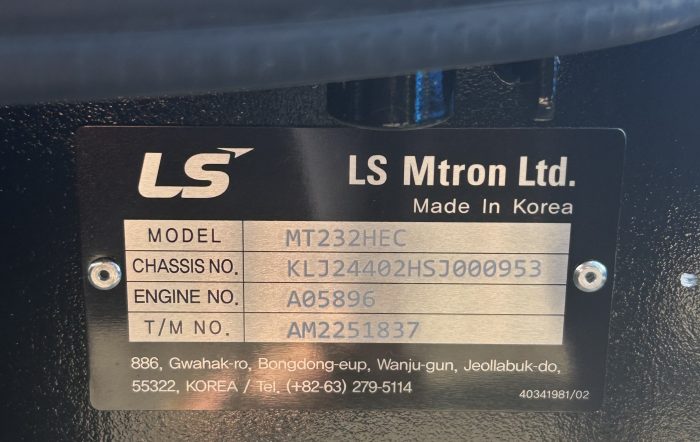 LS LS Mtron Ltd.
Made In Korea
MODEL MT232HEC
CHASSIS NO. KLJ24402HSJ000953
ENGINE NO. A05896
T/M NO. AM2251837
886, Gwahak-ro, Bongdong-eup, Wanju-gun, Jeollabuk-do,
55322, KOREA / Tel. (+82-63) 279-5114
40341981/02